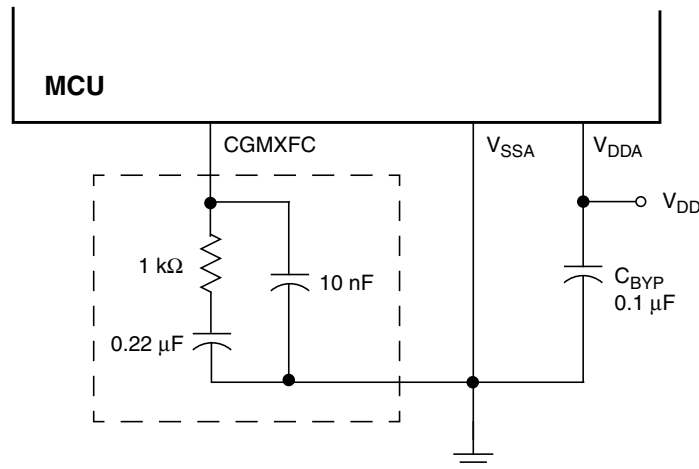 MCU
CGMXFC
V_SSA
V_DDA
V_DD
1 kΩ
10 nF
C_BYP
0.1 µF
0.22 µF